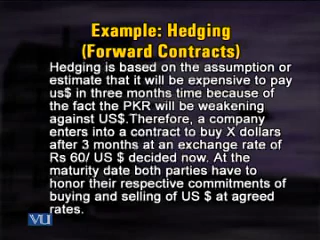 Example: Hedging
(Forward Contracts)
Hedging is based on the assumption or
estimate that it will be expensive to pay
us$ in three months time because of
the fact the PKR will be weakening
against US$.Therefore, a company
enters into a contract to buy X dollars
after 3 months at an exchange rate of
Rs 60/ US $ decided now. At the
maturity date both parties have to
honor their respective commitments of
buying and selling of US $ at agreed
rates.
VU